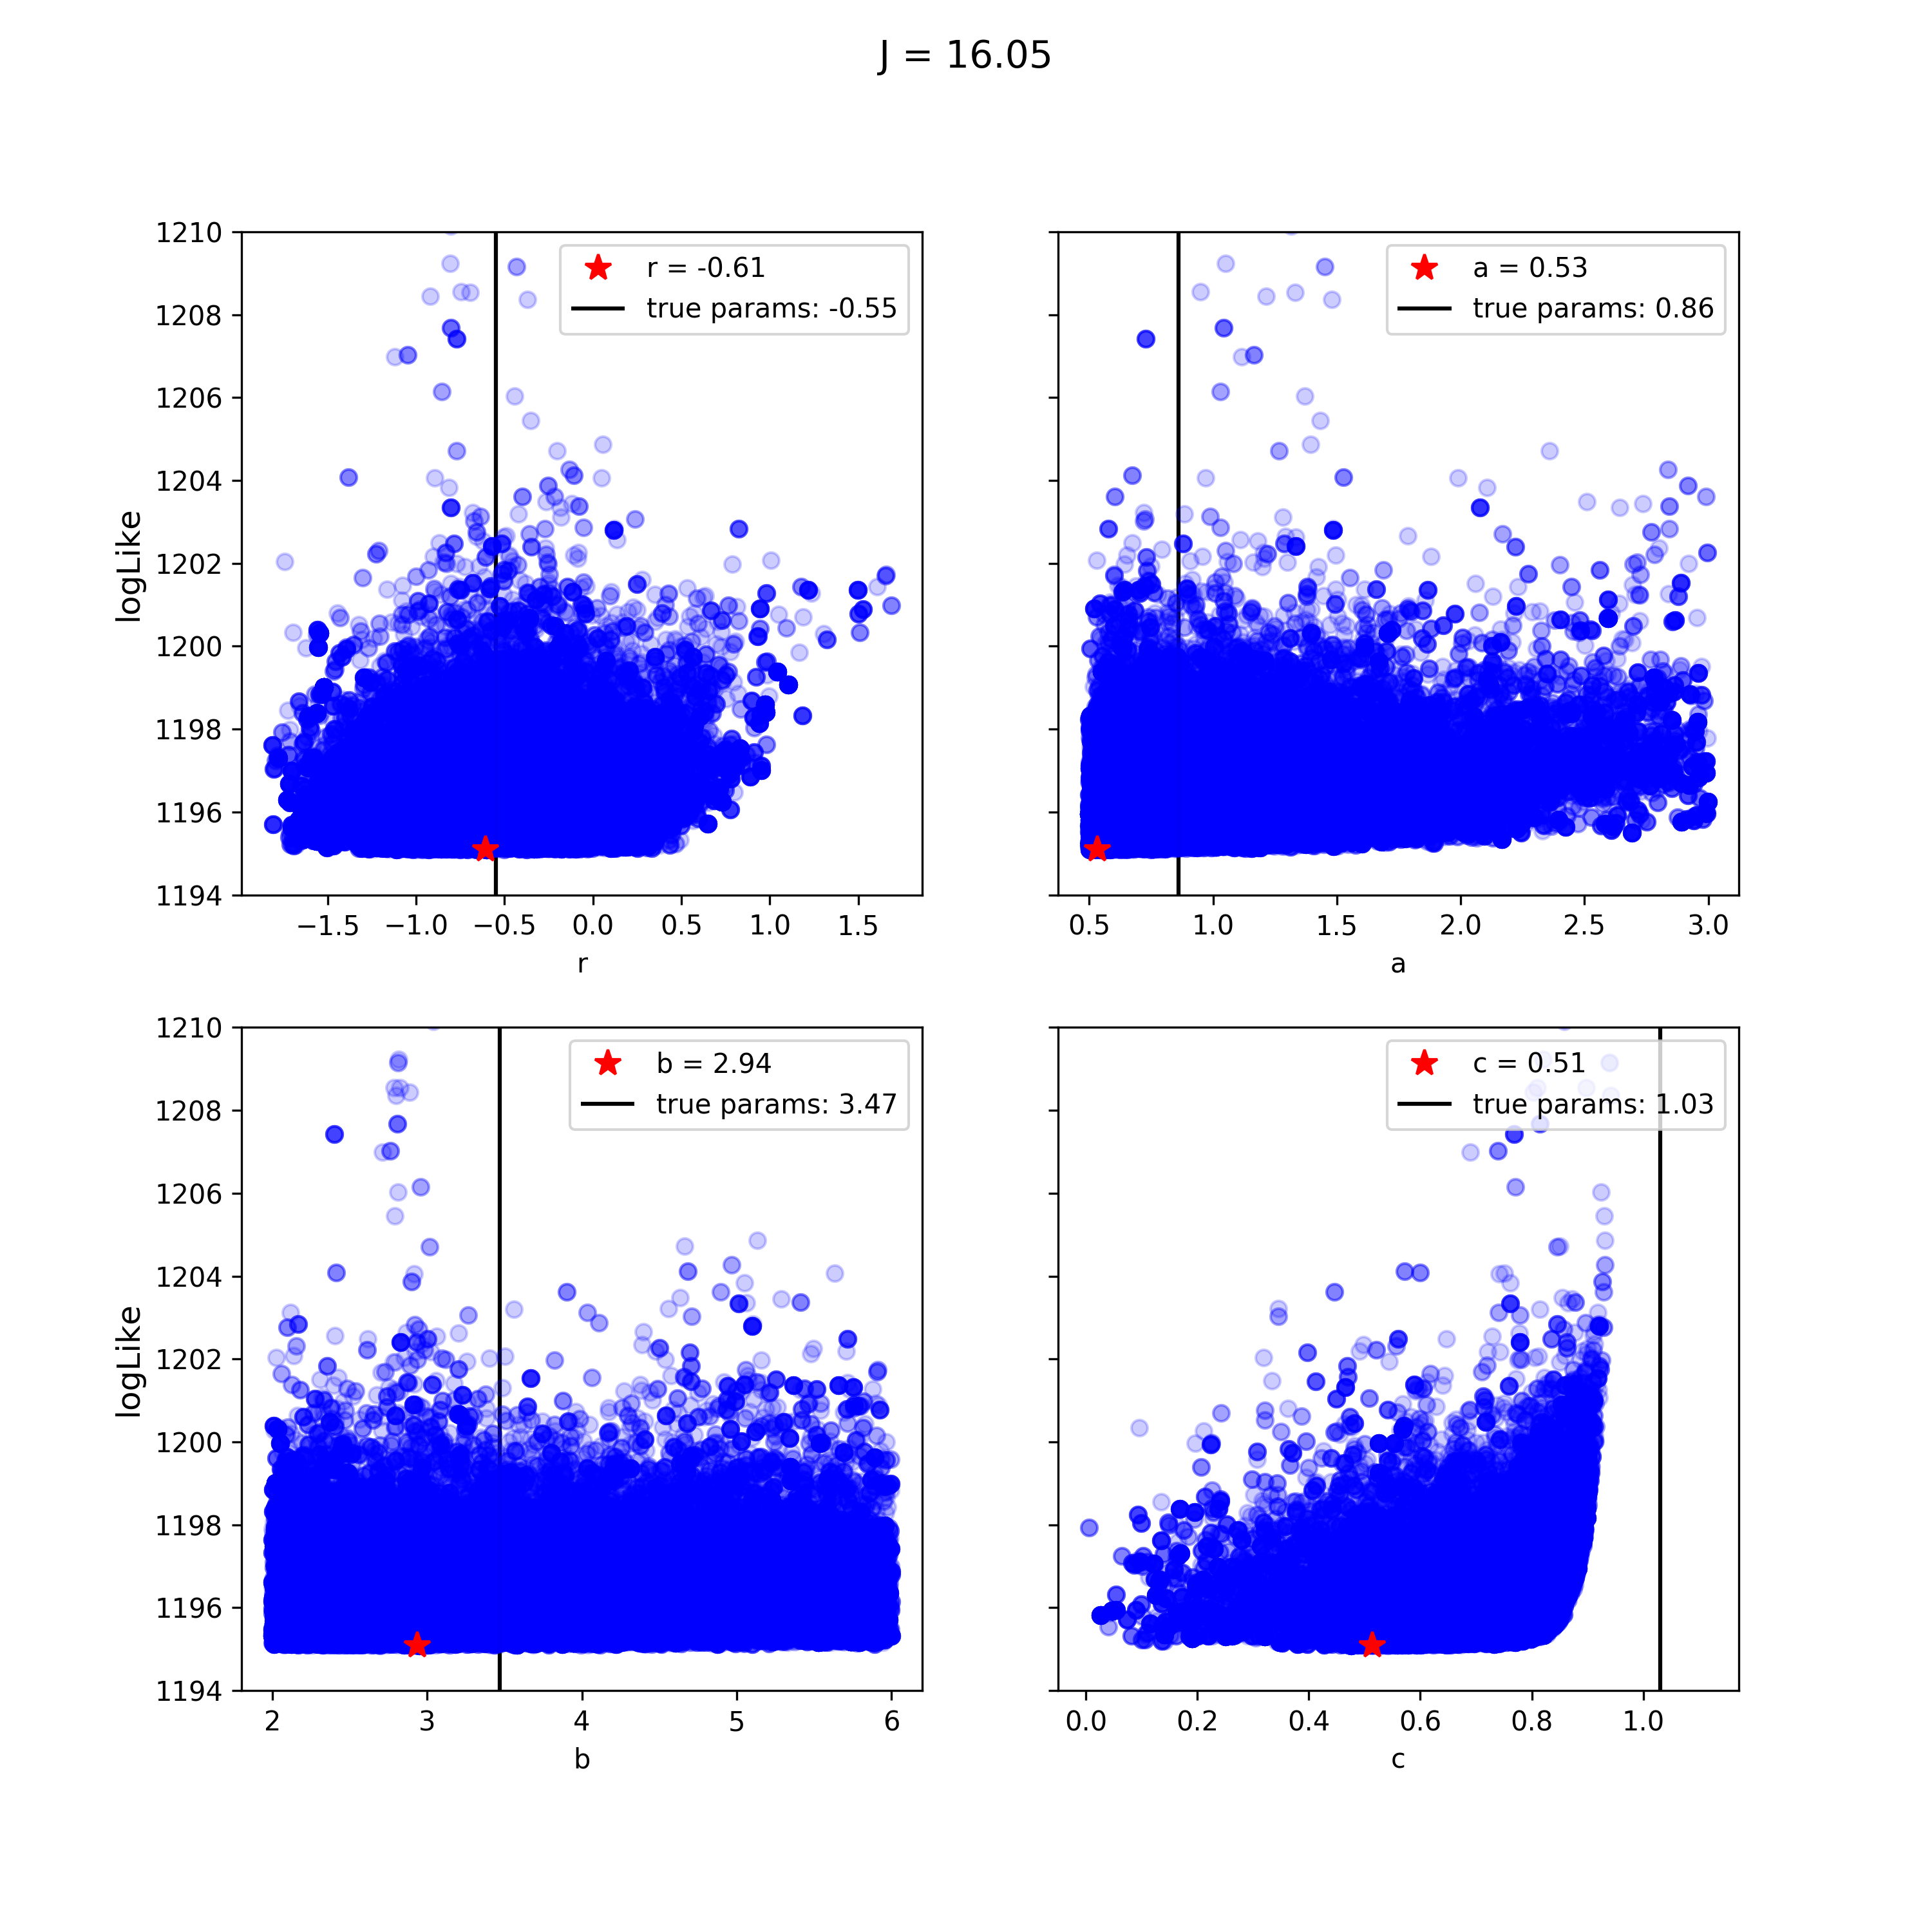 J = 16.05
1210
1208
1206
1204
1202
1200
1198
1196
1194
logLike
r = -0.61
true params: -0.55
−1.5 −1.0 −0.5 0.0 0.5 1.0 1.5
r
a = 0.53
true params: 0.86
0.5 1.0 1.5 2.0 2.5 3.0
a
1210
1208
1206
1204
1202
1200
1198
1196
1194
logLike
b = 2.94
true params: 3.47
2 3 4 5 6
b
c = 0.51
true params: 1.03
0.0 0.2 0.4 0.6 0.8 1.0
c